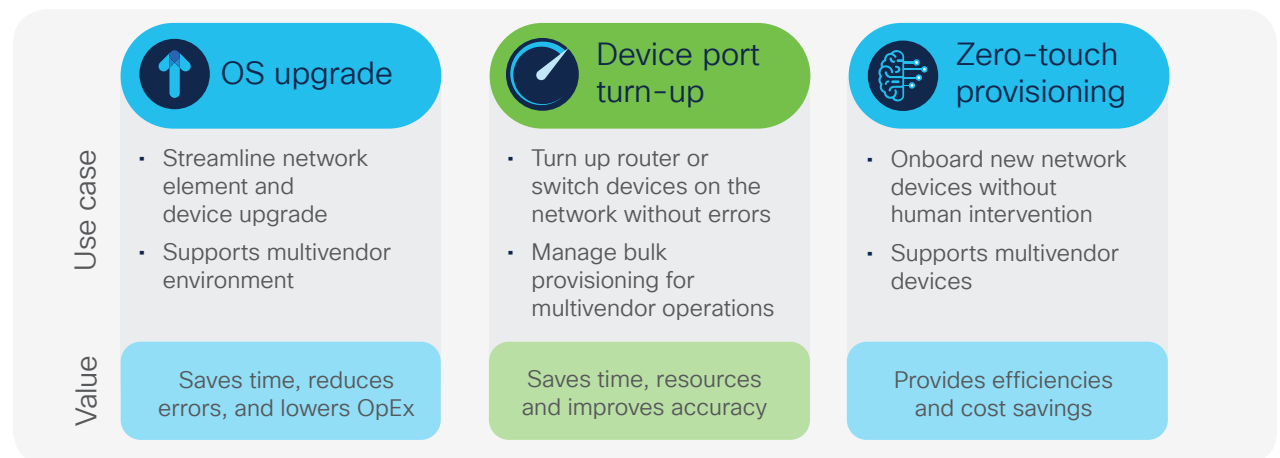 OS upgrade
Device port
turn-up
Zero-touch
provisioning
Use case
▪ Streamline network
element and
device upgrade
▪ Supports multivendor
environment
▪ Turn up router or
switch devices on the
network without errors
▪ Manage bulk
provisioning for
multivendor operations
▪ Onboard new network
devices without
human intervention
▪ Supports multivendor
devices
Value
Saves time, reduces
errors, and lowers OpEx
Saves time, resources
and improves accuracy
Provides efficiencies
and cost savings